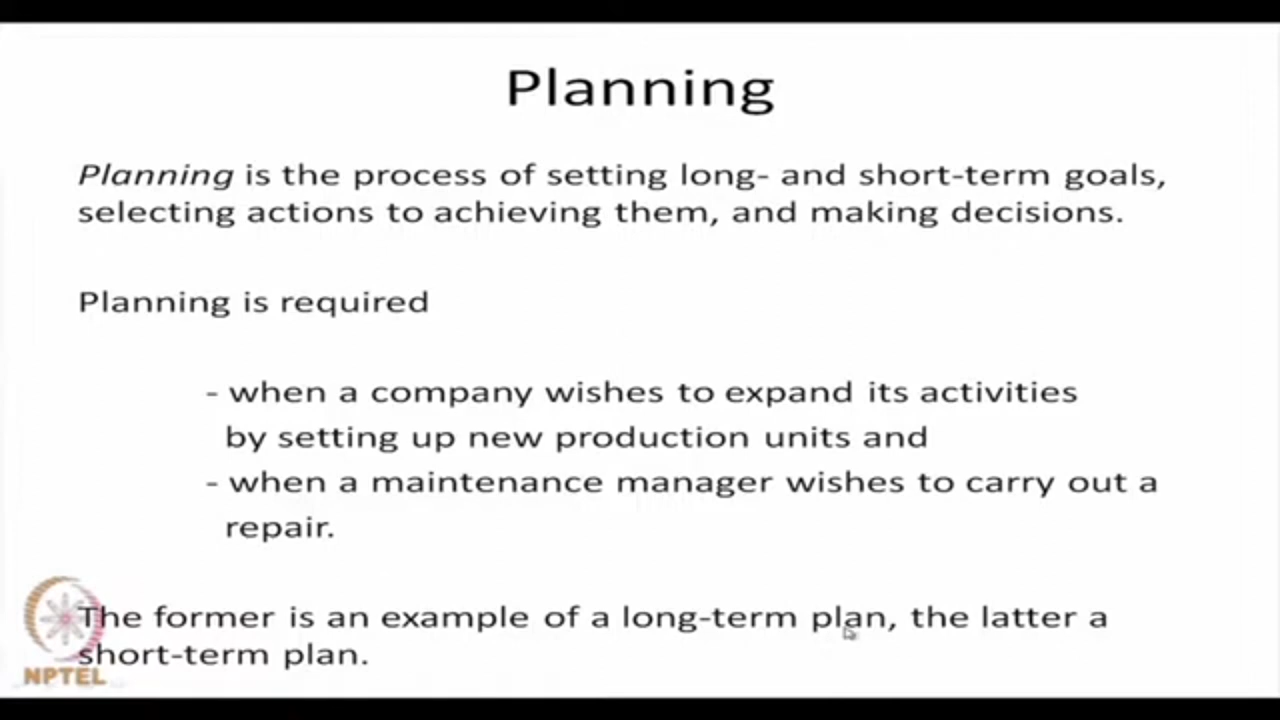 Planning
Planning is the process of setting long- and short-term goals,
selecting actions to achieving them, and making decisions.
Planning is required
- when a company wishes to expand its activities
by setting up new production units and
- when a maintenance manager wishes to carry out a
repair.
The former is an example of a long-term plan, the latter a
short-term plan.
NPTEL